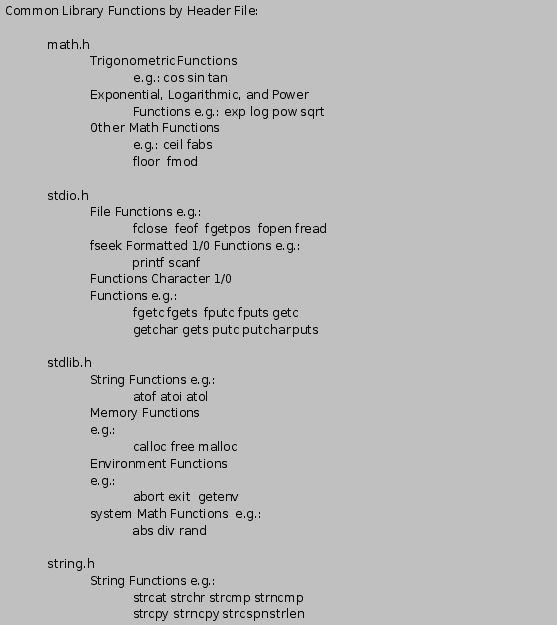 Common Library Functions by Header File:
math.h
TrigonometricFunctions
e.g.: cos sin tan
Exponential, Logarithmic, and Power
Functions e.g.: exp log pow sqrt
0ther Math Functions
e.g.: ceil fabs
floor fmod
stdio.h
File Functions e.g.:
fclose feof fgetpos fopen fread
fseek Formatted 1/0 Functions e.g.:
printf scanf
Functions Character 1/0
Functions e.g.:
fgetc fgets fputc fputs getc
getchar gets putc putchar puts
stdlib.h
String Functions e.g.:
atof atoi atol
Memory Functions
e.g.:
calloc free malloc
Environment Functions
e.g.:
abort exit getenv
system Math Functions e.g.:
abs div rand
string.h
String Functions e.g.:
strcat strchr strcmp strncmp
strcpy strncpy strcspnstrlen